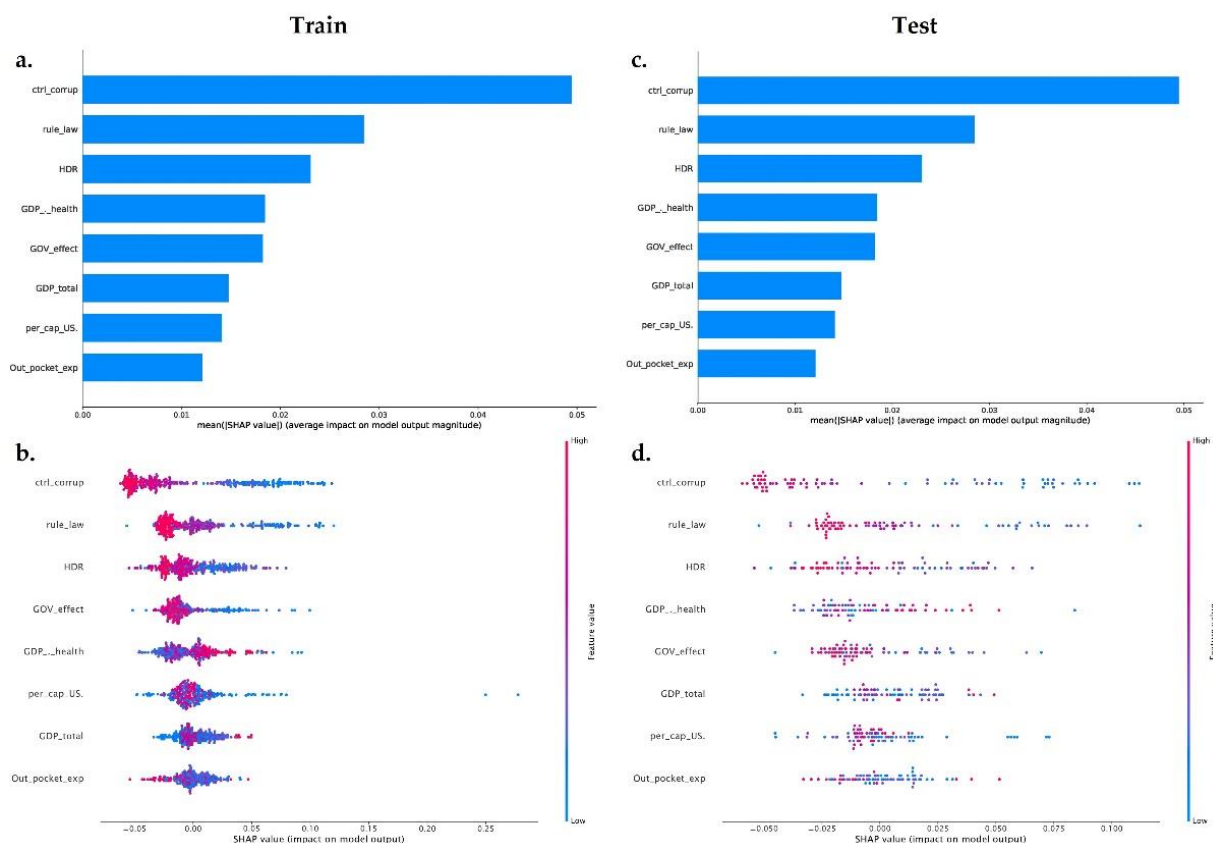 Train
Test
a.
ctrl_corrup
rule_law
HDR
GDP_._health
GOV_effect
GDP_total
per_cap_US.
Out_pocket_exp
0.00 0.01 0.02 0.03 0.04 0.05
mean(|SHAP value|) (average impact on model output magnitude)
c.
ctrl_corrup
rule_law
HDR
GDP_._health
GOV_effect
GDP_total
per_cap_US.
Out_pocket_exp
0.00 0.01 0.02 0.03 0.04 0.05
mean(|SHAP value|) (average impact on model output magnitude)
b.
ctrl_corrup
rule_law
HDR
GOV_effect
GDP_._health
per_cap_US.
GDP_total
Out_pocket_exp
−0.05 0.00 0.05 0.10 0.15 0.20 0.25
SHAP value (impact on model output)
High
Feature value
Low
d.
ctrl_corrup
rule_law
HDR
GDP_._health
GOV_effect
GDP_total
per_cap_US.
Out_pocket_exp
−0.050 −0.025 0.000 0.025 0.050 0.075 0.100
SHAP value (impact on model output)
High
Feature value
Low